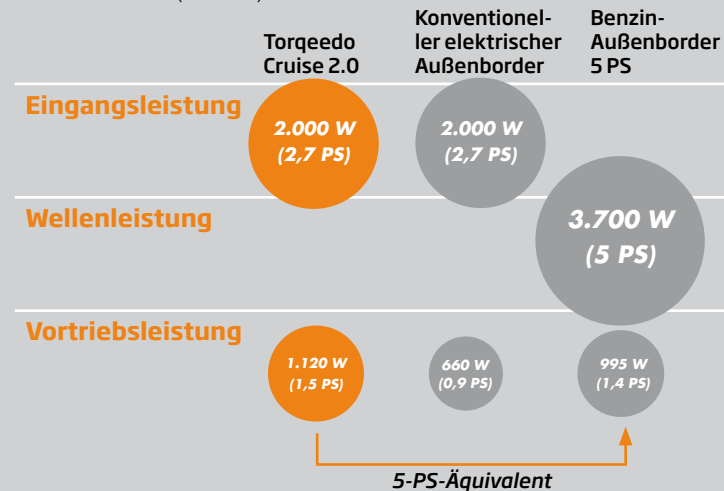 Torqeedo
Cruise 2.0
Konventionel-
ler elektrischer
Außenborder
Benzin-
Außenborder
5 PS
Eingangsleistung
2.000 W
(2,7 PS)
2.000 W
(2,7 PS)
Wellenleistung
3.700 W
(5 PS)
Vortriebsleistung
1.120 W
(1,5 PS)
660 W
(0,9 PS)
995 W
(1,4 PS)
5-PS-Äquivalent